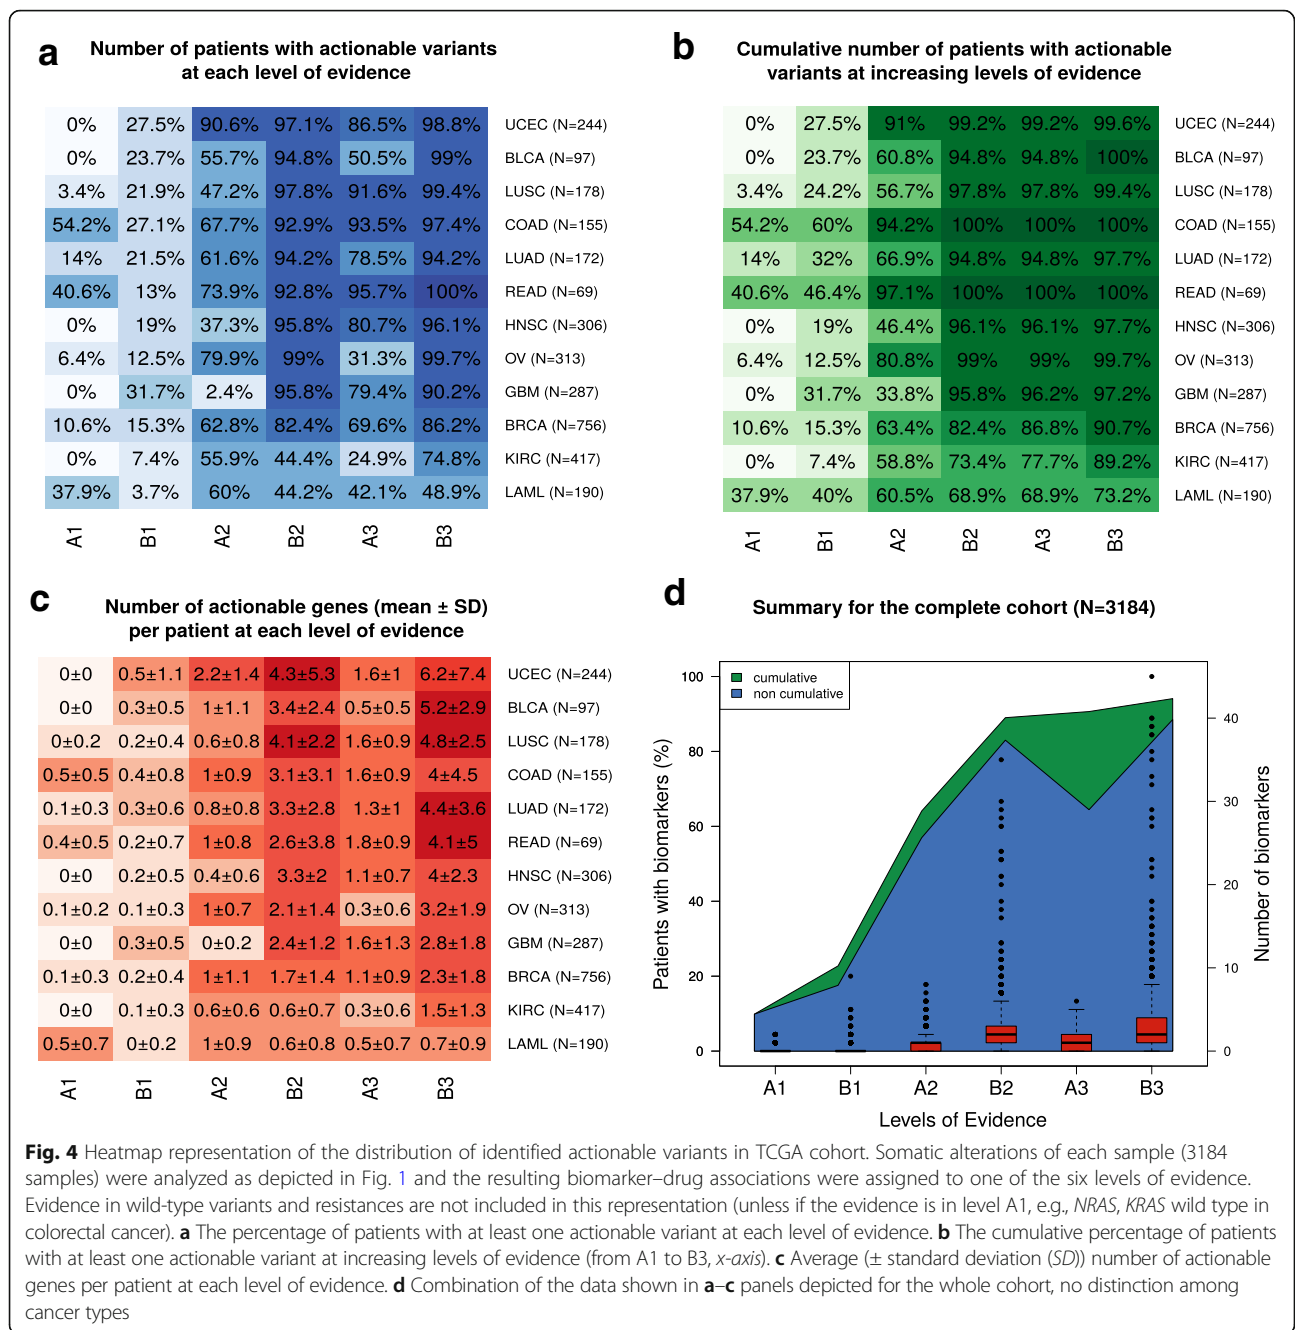 a
Number of patients with actionable variants
at each level of evidence
0% 27.5% 90.6% 97.1% 86.5% 98.8% UCEC (N=244)
0% 23.7% 55.7% 94.8% 50.5% 99% BLCA (N=97)
3.4% 21.9% 47.2% 97.8% 91.6% 99.4% LUSC (N=178)
54.2% 27.1% 67.7% 92.9% 93.5% 97.4% COAD (N=155)
14% 21.5% 61.6% 94.2% 78.5% 94.2% LUAD (N=172)
40.6% 13% 73.9% 92.8% 95.7% 100% READ (N=69)
0% 19% 37.3% 95.8% 80.7% 96.1% HNSC (N=306)
6.4% 12.5% 79.9% 99% 31.3% 99.7% OV (N=313)
0% 31.7% 2.4% 95.8% 79.4% 90.2% GBM (N=287)
10.6% 15.3% 62.8% 82.4% 69.6% 86.2% BRCA (N=756)
0% 7.4% 55.9% 44.4% 24.9% 74.8% KIRC (N=417)
37.9% 3.7% 60% 44.2% 42.1% 48.9% LAML (N=190)
A1 B1 A2 B2 A3 B3
b
Cumulative number of patients with actionable
variants at increasing levels of evidence
0% 27.5% 91% 99.2% 99.2% 99.6% UCEC (N=244)
0% 23.7% 60.8% 94.8% 94.8% 100% BLCA (N=97)
3.4% 24.2% 56.7% 97.8% 97.8% 99.4% LUSC (N=178)
54.2% 60% 94.2% 100% 100% 100% COAD (N=155)
14% 32% 66.9% 94.8% 94.8% 97.7% LUAD (N=172)
40.6% 46.4% 97.1% 100% 100% 100% READ (N=69)
0% 19% 46.4% 96.1% 96.1% 97.7% HNSC (N=306)
6.4% 12.5% 80.8% 99% 99% 99.7% OV (N=313)
0% 31.7% 33.8% 95.8% 96.2% 97.2% GBM (N=287)
10.6% 15.3% 63.4% 82.4% 86.8% 90.7% BRCA (N=756)
0% 7.4% 58.8% 73.4% 77.7% 89.2% KIRC (N=417)
37.9% 40% 60.5% 68.9% 68.9% 73.2% LAML (N=190)
A1 B1 A2 B2 A3 B3
c
Number of actionable genes (mean ± SD)
per patient at each level of evidence
0±0 0.5±1.1 2.2±1.4 4.3±5.3 1.6±1 6.2±7.4 UCEC (N=244)
0±0 0.3±0.5 1±1.1 3.4±2.4 0.5±0.5 5.2±2.9 BLCA (N=97)
0±0.2 0.2±0.4 0.6±0.8 4.1±2.2 1.6±0.9 4.8±2.5 LUSC (N=178)
0.5±0.5 0.4±0.8 1±0.9 3.1±3.1 1.6±0.9 4±4.5 COAD (N=155)
0.1±0.3 0.3±0.6 0.8±0.8 3.3±2.8 1.3±1 4.4±3.6 LUAD (N=172)
0.4±0.5 0.2±0.7 1±0.8 2.6±3.8 1.8±0.9 4.1±5 READ (N=69)
0±0 0.2±0.5 0.4±0.6 3.3±2 1.1±0.7 4±2.3 HNSC (N=306)
0.1±0.2 0.1±0.3 1±0.7 2.1±1.4 0.3±0.6 3.2±1.9 OV (N=313)
0±0 0.3±0.5 0±0.2 2.4±1.2 1.6±1.3 2.8±1.8 GBM (N=287)
0.1±0.3 0.2±0.4 1±1.1 1.7±1.4 1.1±0.9 2.3±1.8 BRCA (N=756)
0±0 0.1±0.3 0.6±0.6 0.6±0.7 0.3±0.6 1.5±1.3 KIRC (N=417)
0.5±0.7 0±0.2 1±0.9 0.6±0.8 0.5±0.7 0.7±0.9 LAML (N=190)
A1 B1 A2 B2 A3 B3
d
Summary for the complete cohort (N=3184)
cumulative
non cumulative
Patients with biomarkers (%)
100
80
60
40
20
0
Number of biomarkers
40
30
20
10
0
A1 B1 A2 B2 A3 B3
Levels of Evidence
Fig. 4 Heatmap representation of the distribution of identified actionable variants in TCGA cohort. Somatic alterations of each sample (3184
samples) were analyzed as depicted in Fig. 1 and the resulting biomarker–drug associations were assigned to one of the six levels of evidence.
Evidence in wild-type variants and resistances are not included in this representation (unless if the evidence is in level A1, e.g., NRAS, KRAS wild type in
colorectal cancer). a The percentage of patients with at least one actionable variant at each level of evidence. b The cumulative percentage of patients
with at least one actionable variant at increasing levels of evidence (from A1 to B3, x-axis). c Average (± standard deviation (SD)) number of actionable
genes per patient at each level of evidence. d Combination of the data shown in a–c panels depicted for the whole cohort, no distinction among
cancer types